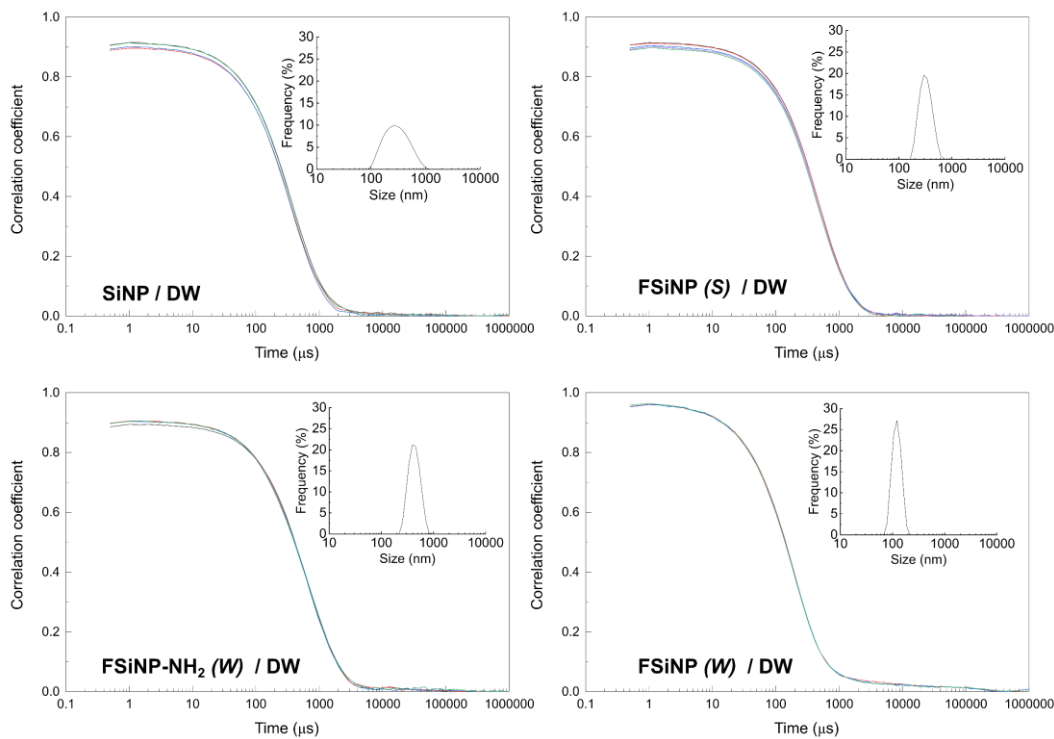 1.0
0.8
0.6
0.4
0.2
0.0
Correlation coefficient
0.1 1 10 100 1000 10000 100000 1000000
Time (μs)
SiNP / DW
30
25
20
15
10
5
0
Frequency (%)
10 100 1000 10000
Size (nm)
1.0
0.8
0.6
0.4
0.2
0.0
Correlation coefficient
0.1 1 10 100 1000 10000 100000 1000000
Time (μs)
FSiNP (S) / DW
30
25
20
15
10
5
0
Frequency (%)
10 100 1000 10000
Size (nm)
1.0
0.8
0.6
0.4
0.2
0.0
Correlation coefficient
0.1 1 10 100 1000 10000 100000 1000000
Time (μs)
FSiNP-NH₂ (W) / DW
30
25
20
15
10
5
0
Frequency (%)
10 100 1000 10000
Size (nm)
1.0
0.8
0.6
0.4
0.2
0.0
Correlation coefficient
0.1 1 10 100 1000 10000 100000 1000000
Time (μs)
FSiNP (W) / DW
30
25
20
15
10
5
0
Frequency (%)
10 100 1000 10000
Size (nm)